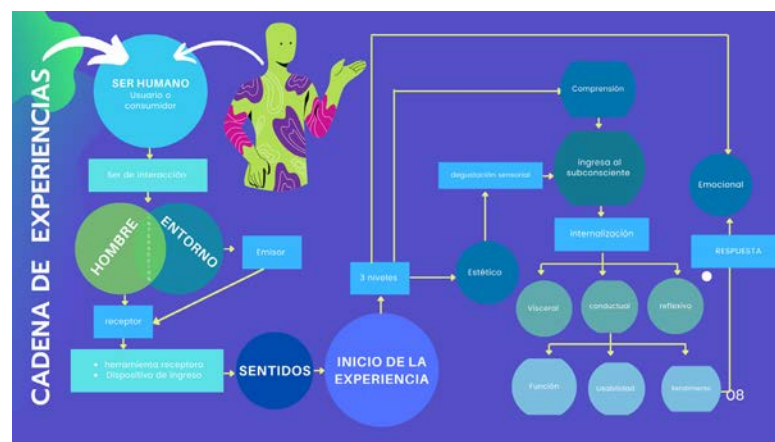 CADENA DE EXPERIENCIAS
SER HUMANO
Usuario o
consumidor
Ser de interacción
HOMBRE
ENTORNO
Emisor
receptor
herramienta receptora
Dispositivo de ingreso
SENTIDOS
INICIO DE LA
EXPERIENCIA
3 niveles
Estético
degustación sensorial
Comprensión
ingresa al
subconsciente
Internalización
Visceral
conductual
reflexivo
Función
Usabilidad
Emocional
RESPUESTA
08